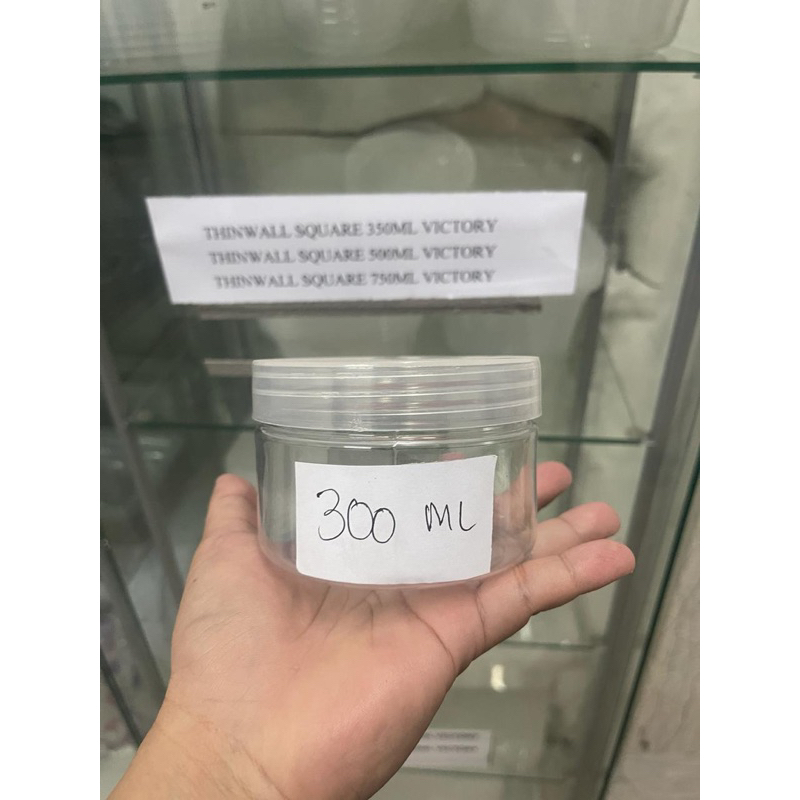 THINWALL SQUARE 350ML VICTORY
THINWALL SQUARE 500ML VICTORY
THINWALL SQUARE 750ML VICTORY
300 ML